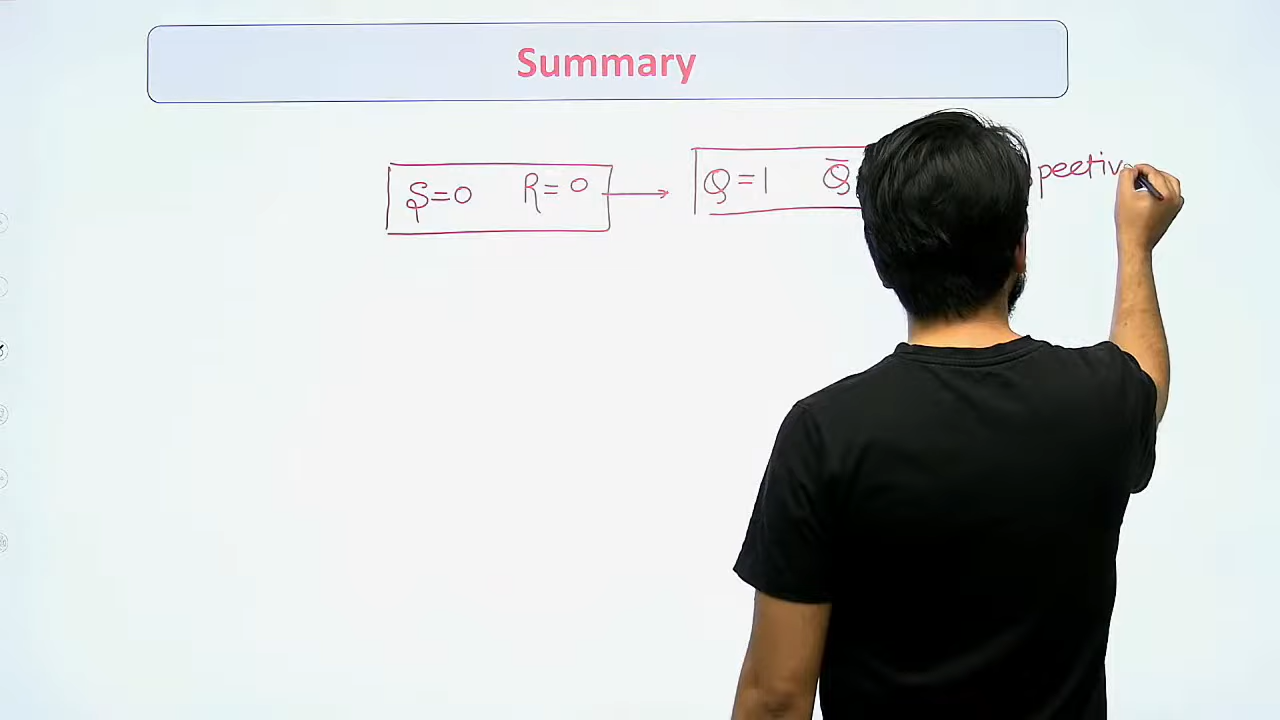 Summary
S=0 R=0 → Q=1 Q̅ peetiv